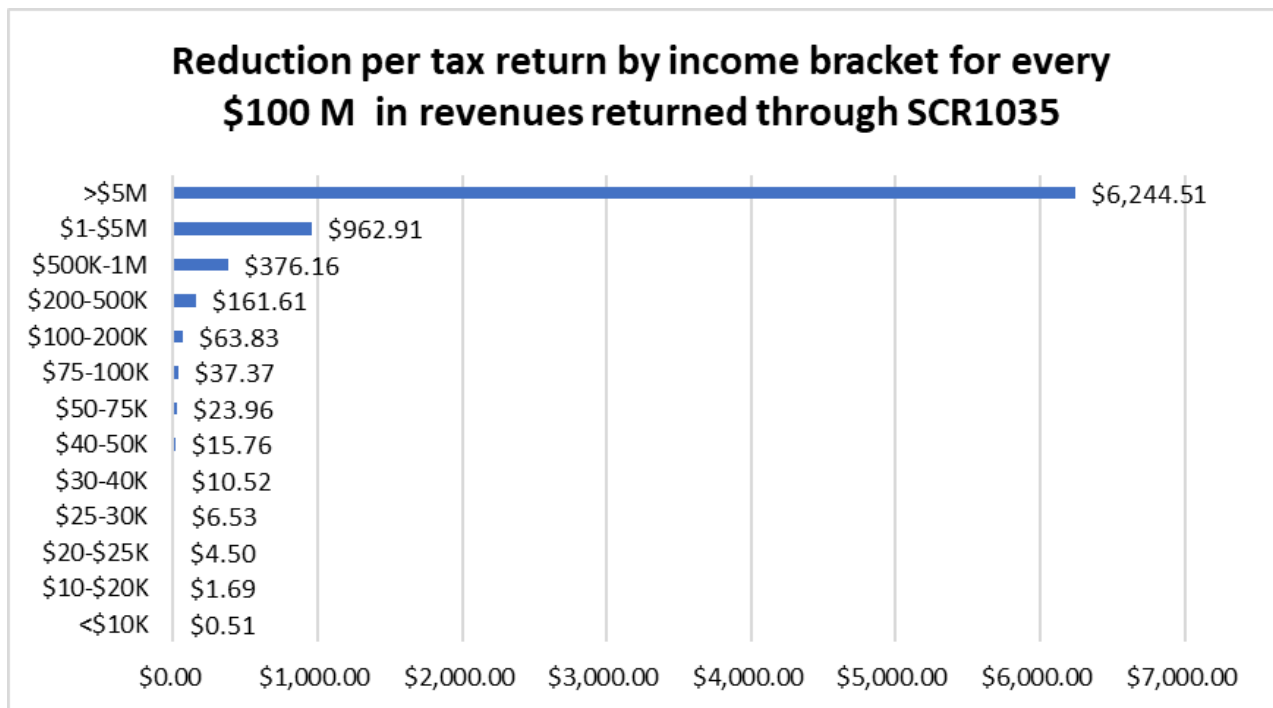 Reduction per tax return by income bracket for every
$100 M in revenues returned through SCR1035
>$5M $6,244.51
$1-$5M $962.91
$500K-1M $376.16
$200-500K $161.61
$100-200K $63.83
$75-100K $37.37
$50-75K $23.96
$40-50K $15.76
$30-40K $10.52
$25-30K $6.53
$20-$25K $4.50
$10-$20K $1.69
<$10K $0.51
$0.00 $1,000.00 $2,000.00 $3,000.00 $4,000.00 $5,000.00 $6,000.00 $7,000.00